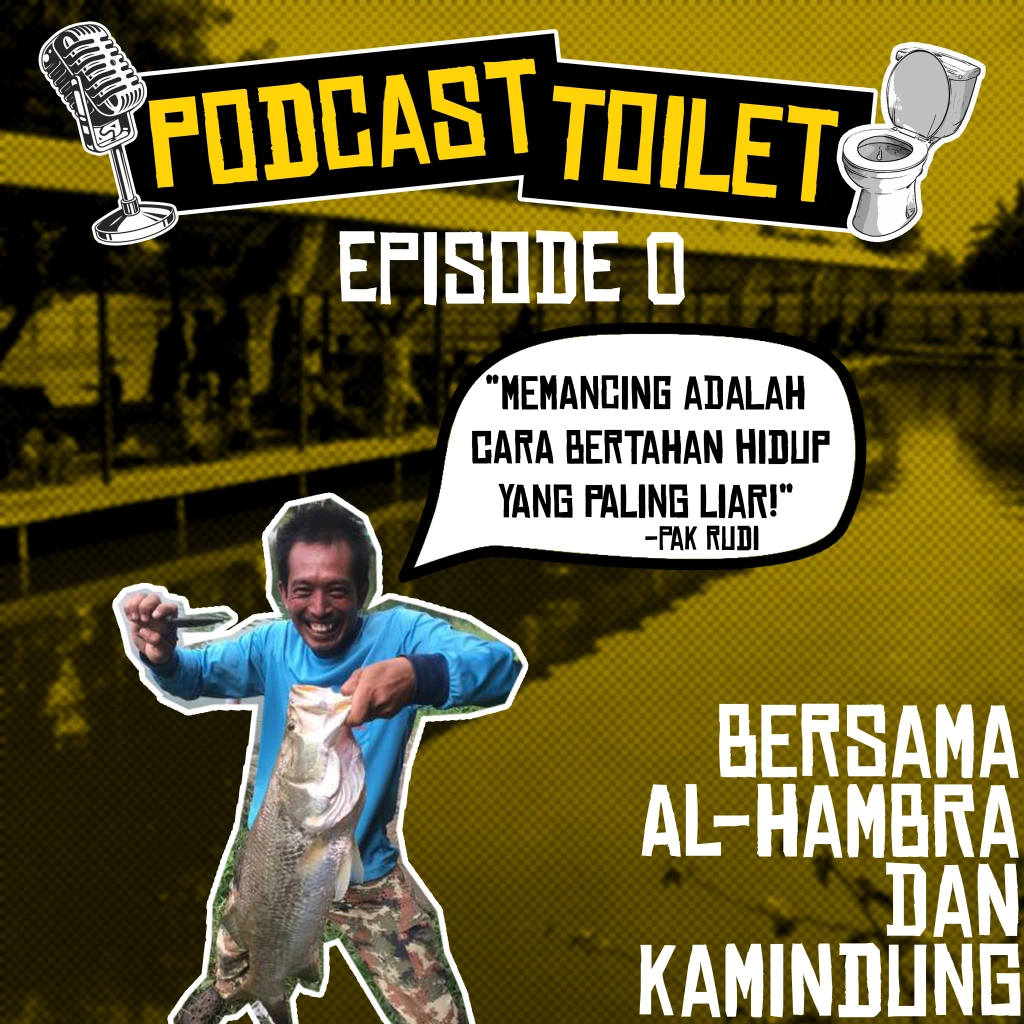 PODCAST TOILET
EPISODE 0
"MEMANCING ADALAH
CARA BERTAHAN HIDUP
YANG PALING LIAR!"
-PAK RUDI
BERSAMA
AL-HAMBRA
DAN
KAMINDUNG